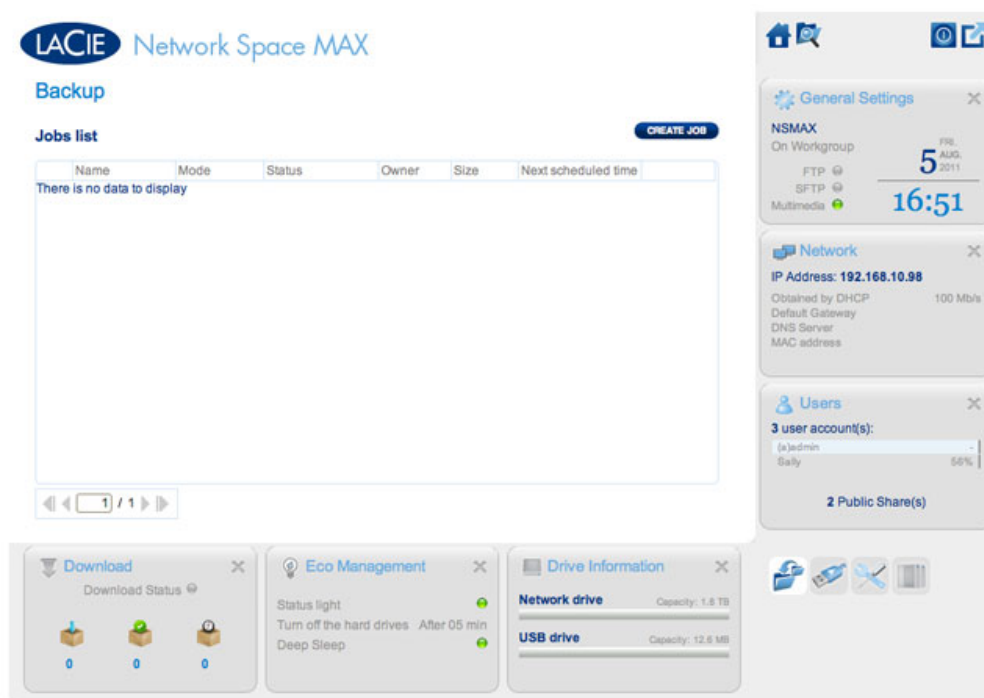 LACIE Network Space MAX
Backup
Jobs list
CREATE JOB
Name Mode Status Owner Size Next scheduled time
There is no data to display
1 / 1
General Settings
NSMAX
On Workgroup
FTP
SFTP
Multimedia
FRI.
5 AUG.
2011
16:51
Network
IP Address: 192.168.10.98
Obtained by DHCP 100 Mb/s
Default Gateway
DNS Server
MAC address
Users
3 user account(s):
(a)admin -
Sally 56%
2 Public Share(s)
Download
Download Status
0 0 0
Eco Management
Status light
Turn off the hard drives After 05 min
Deep Sleep
Drive Information
Network drive Capacity: 1.8 TB
USB drive Capacity: 12.6 MB